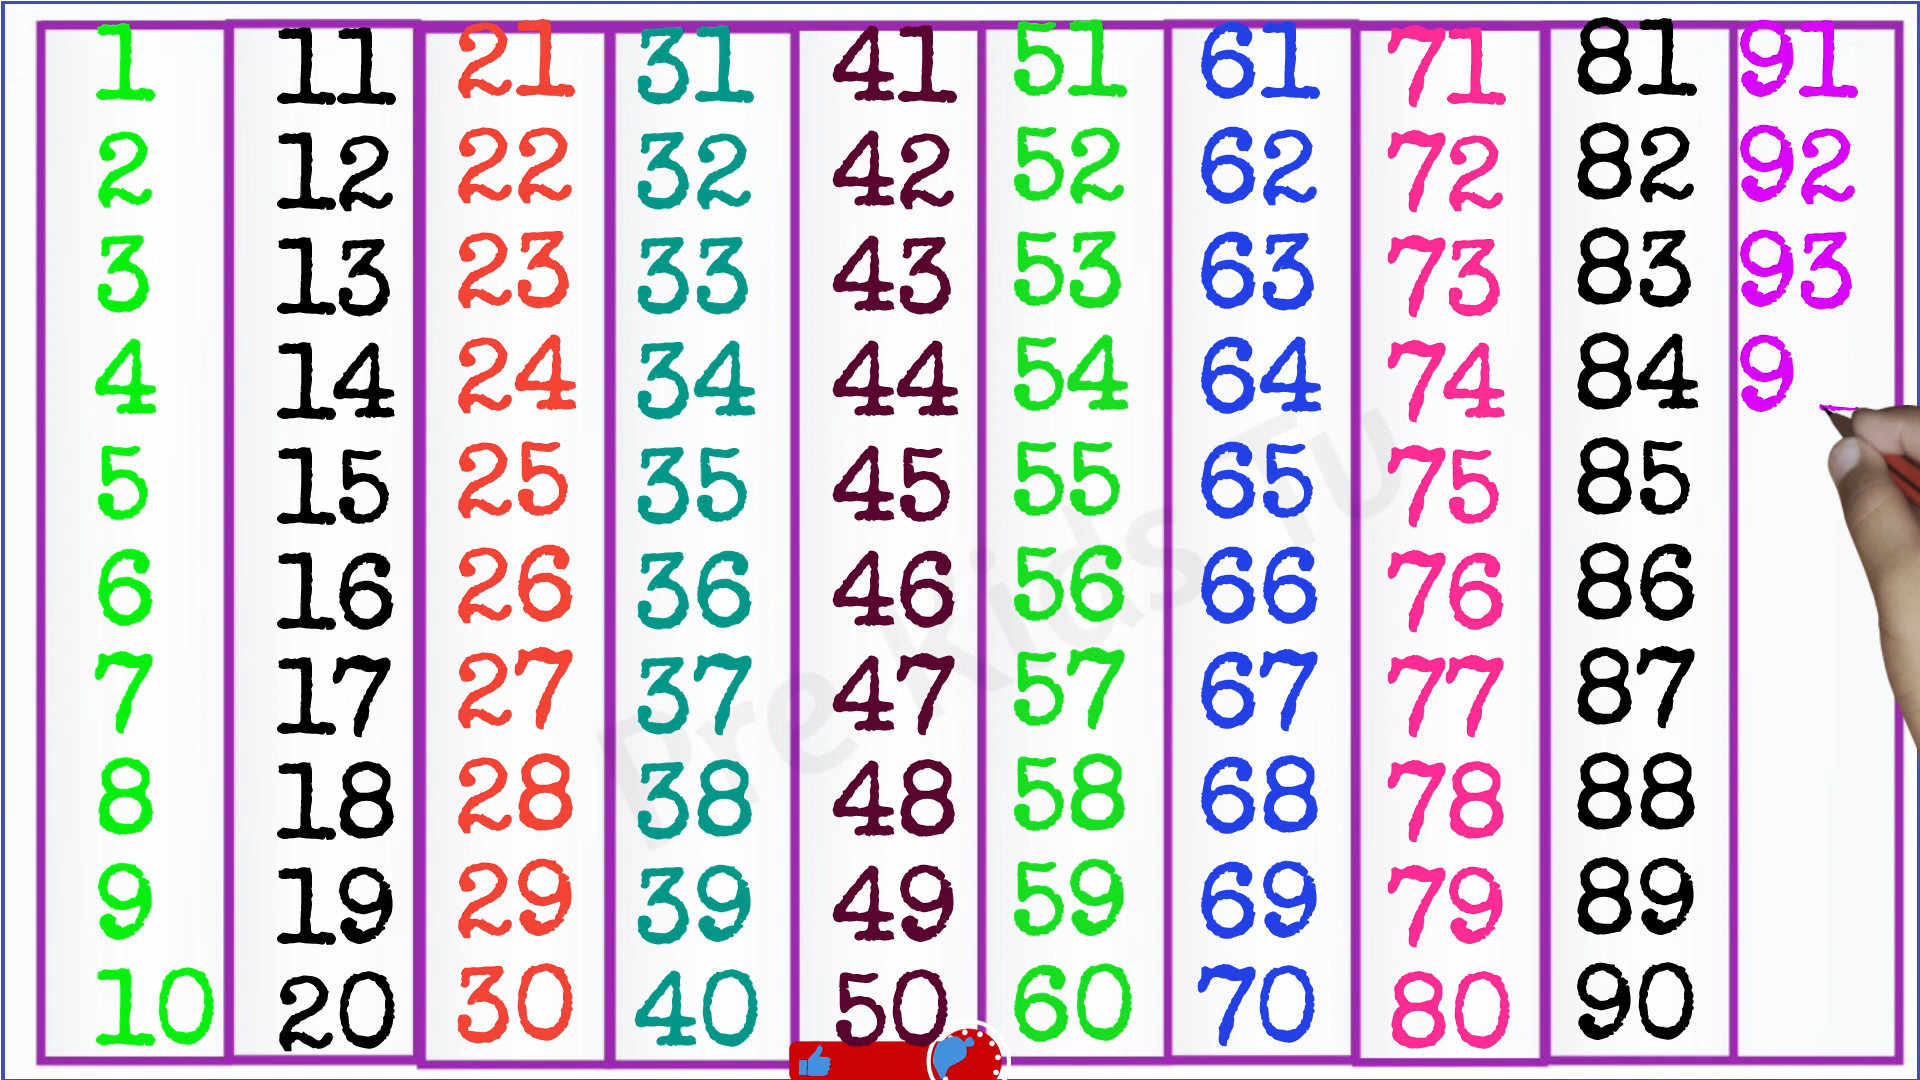 1 11 21 31 41 51 61 71 81 91
2 12 22 32 42 52 62 72 82 92
3 13 23 33 43 53 63 73 83 93
4 14 24 34 44 54 64 74 84 9
5 15 25 35 45 55 65 75 85
6 16 26 36 46 56 66 76 86
7 17 27 37 47 57 67 77 87
8 18 28 38 48 58 68 78 88
9 19 29 39 49 59 69 79 89
10 20 30 40 50 60 70 80 90
Pre Kids Tu